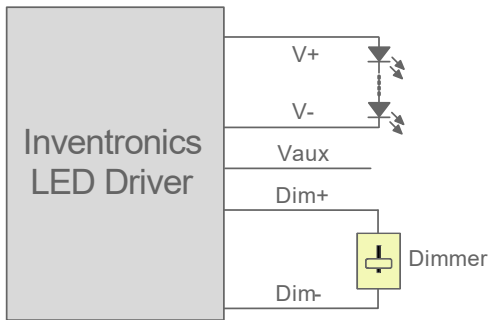 Inventronics
LED Driver
V+
V-
Vaux
Dim+
Dimmer
Dim-